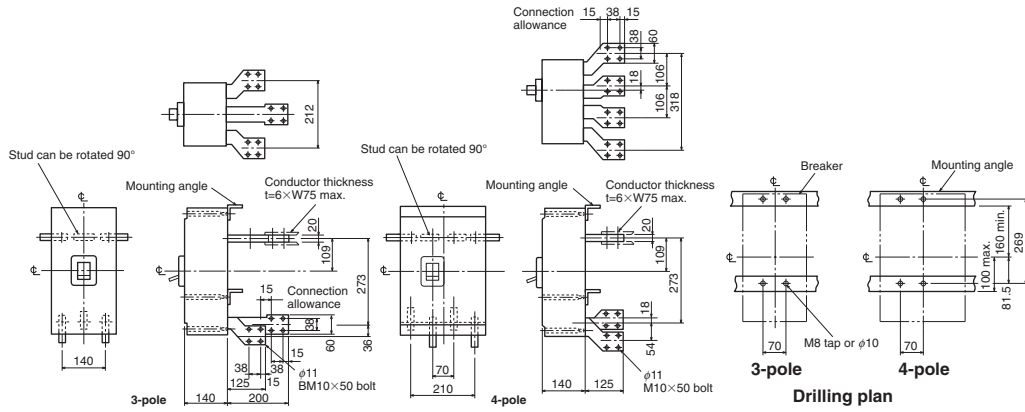 Connection
allowance
15
38
15
38
60
18
106
106
318
212
Stud can be rotated 90°
Mounting angle
Conductor thickness
t=6×W75
max.
20
109
273
15
Connection
allowance
38
60
36
15
38
38
125
15
200
φ11
BM10×50 bolt
140
3-pole
140
Stud can be rotated 90°
Mounting angle
Conductor thickness
t=6×W75 max.
20
109
273
18
54
φ11
M10×50 bolt
70
210
4-pole
140
125
Breaker
Mounting angle
160 min.
269
100 max.
81.5
M8 tap or φ10
70
70
3-pole
4-pole
Drilling plan
℄
℄
℄
℄
℄
℄
℄